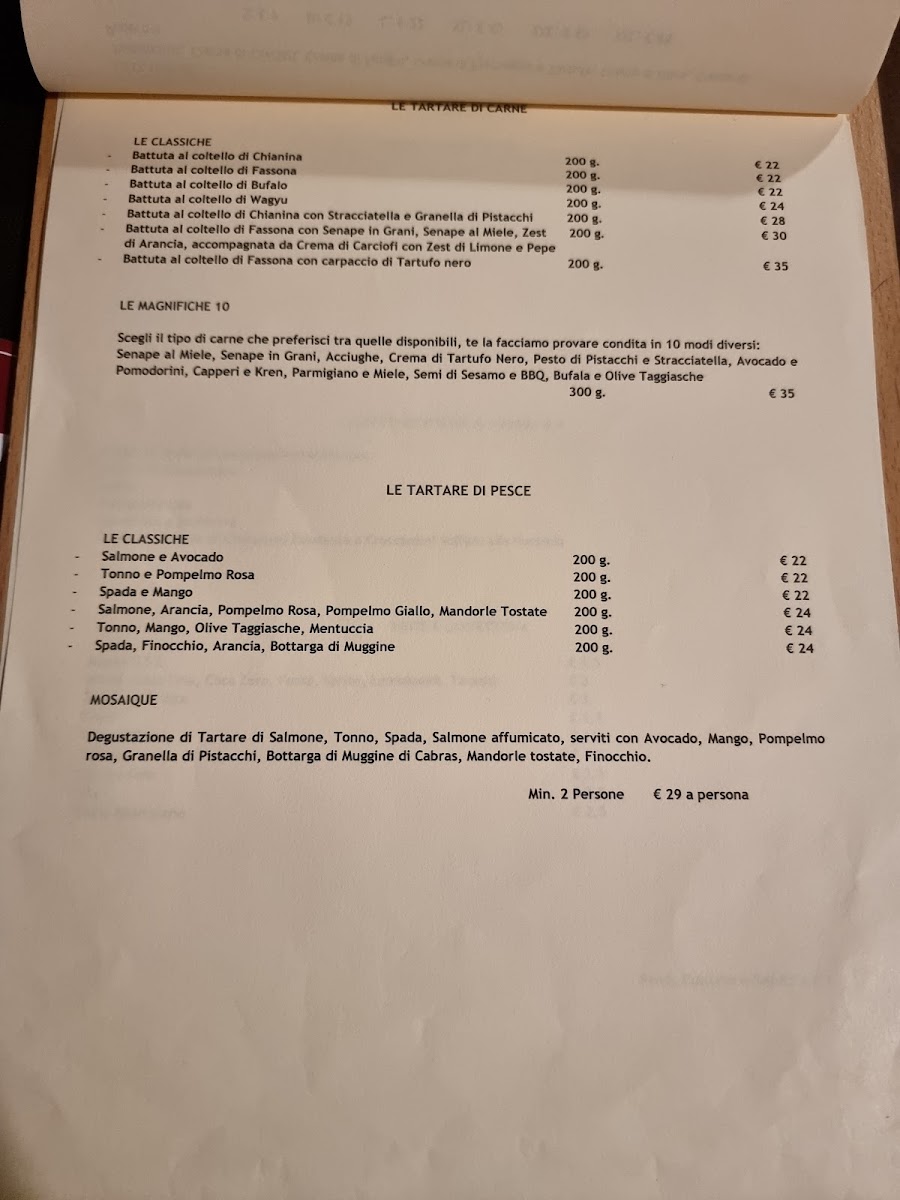 LE TARTARE DI CARNE
LE CLASSICHE
- Battuta al coltello di Chianina 200 g. € 22
- Battuta al coltello di Fassona 200 g. € 22
- Battuta al coltello di Bufalo 200 g. € 22
- Battuta al coltello di Wagyu 200 g. € 24
- Battuta al coltello di Chianina con Stracciatella e Granella di Pistacchi 200 g. € 28
- Battuta al coltello di Fassona con Senape in Grani, Senape al Miele, Zest 200 g. € 30
di Arancia, accompagnata da Crema di Carciofi con Zest di Limone e Pepe
- Battuta al coltello di Fassona con carpaccio di Tartufo nero 200 g. € 35
LE MAGNIFICHE 10
Scegli il tipo di carne che preferisci tra quelle disponibili, te la facciamo provare condita in 10 modi diversi:
Senape al Miele, Senape in Grani, Acciughe, Crema di Tartufo Nero, Pesto di Pistacchi e Stracciatella, Avocado e
Pomodorini, Capperi e Kren, Parmigiano e Miele, Semi di Sesamo e BBQ, Bufala e Olive Taggiasche
300 g. € 35
LE TARTARE DI PESCE
LE CLASSICHE
- Salmone e Avocado 200 g. € 22
- Tonno e Pompelmo Rosa 200 g. € 22
- Spada e Mango 200 g. € 22
- Salmone, Arancia, Pompelmo Rosa, Pompelmo Giallo, Mandorle Tostate 200 g. € 24
- Tonno, Mango, Olive Taggiasche, Mentuccia 200 g. € 24
- Spada, Finocchio, Arancia, Bottarga di Muggine 200 g. € 24
MOSAIQUE
Degustazione di Tartare di Salmone, Tonno, Spada, Salmone affumicato, serviti con Avocado, Mango, Pompelmo
rosa, Granella di Pistacchi, Bottarga di Muggine di Cabras, Mandorle tostate, Finocchio.
Min. 2 Persone € 29 a persona